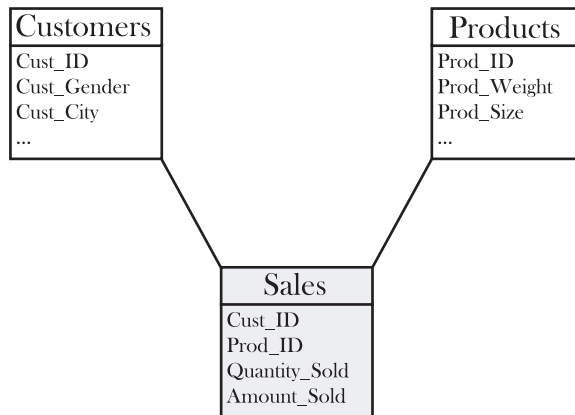 Customers
Cust_ID
Cust_Gender
Cust_City
...
Products
Prod_ID
Prod_Weight
Prod_Size
...
Sales
Cust_ID
Prod_ID
Quantity_Sold
Amount_Sold